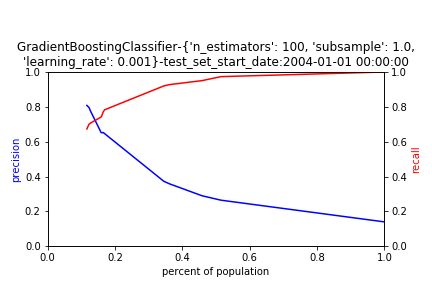 GradientBoostingClassifier-{'n_estimators': 100, 'subsample': 1.0,
'learning_rate': 0.001}-test_set_start_date:2004-01-01 00:00:00
1.0
0.8
0.6
0.4
0.2
0.0
precision
1.0
0.8
0.6
0.4
0.2
0.0
recall
0.0 0.2 0.4 0.6 0.8 1.0
percent of population